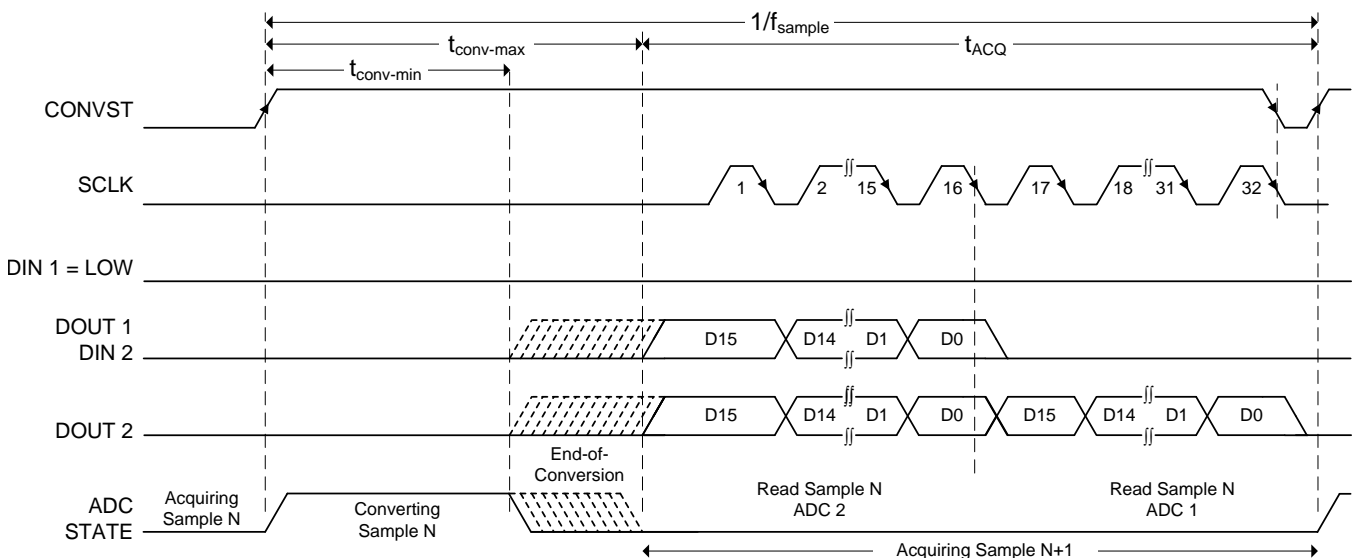 1/fsample
tconv-max
tACQ
tconv-min
CONVST
SCLK
1 2 ∫∫ 15 16 17 18 ∫∫ 31 32
DIN 1 = LOW
DOUT 1
DIN 2
D15 D14 ∫∫ D1 D0
∫∫
DOUT 2
D15 D14 ∫∫ D1 D0 D15 D14 ∫∫ D1 D0
∫∫ ∫∫
End-of-
Conversion
ADC
STATE
Acquiring
Sample N
Converting
Sample N
Read Sample N
ADC 2
Read Sample N
ADC 1
Acquiring Sample N+1